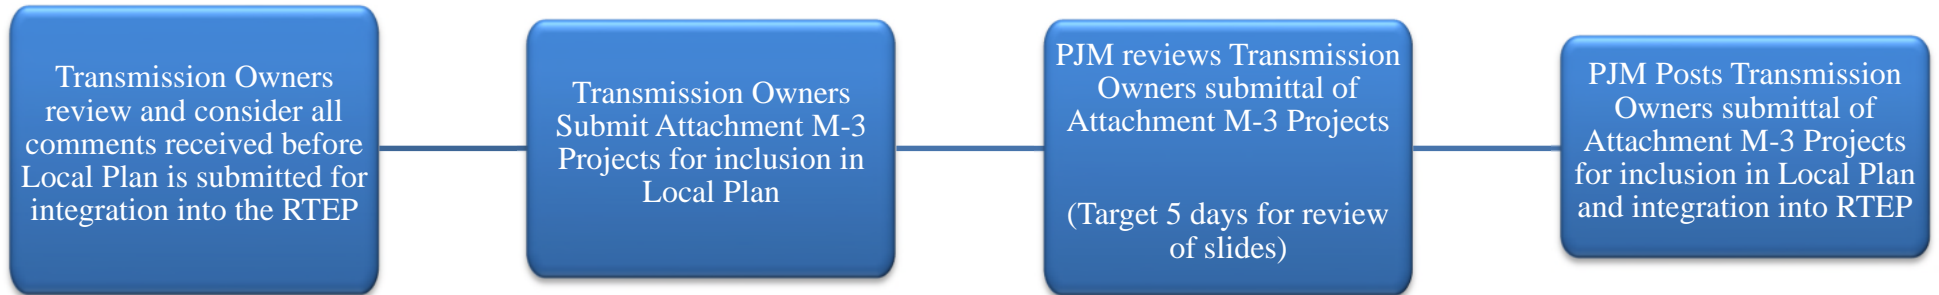 Transmission Owners
review and consider all
comments received before
Local Plan is submitted for
integration into the RTEP
Transmission Owners
Submit Attachment M-3
Projects for inclusion in
Local Plan
PJM reviews Transmission
Owners submittal of
Attachment M-3 Projects
(Target 5 days for review
of slides)
PJM Posts Transmission
Owners submittal of
Attachment M-3 Projects
for inclusion in Local Plan
and integration into RTEP